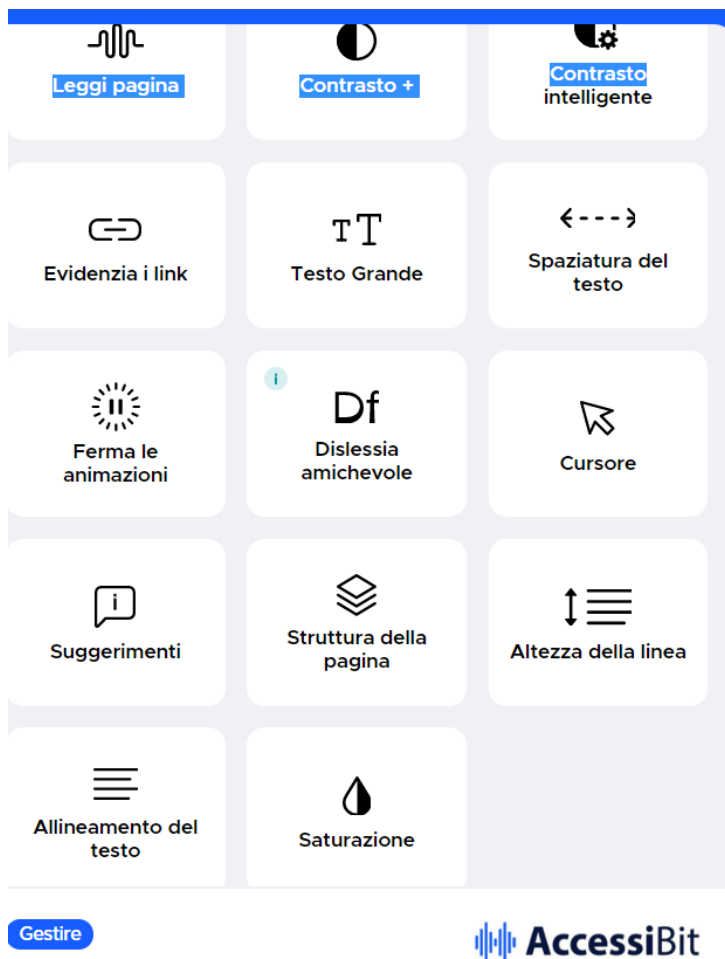 Leggi pagina
Contrasto +
Contrasto
intelligente
Evidenzia i link
TT
Testo Grande
Spaziatura del
testo
Ferma le
animazioni
i
Df
Dislessia
amichevole
Cursore
i
Suggerimenti
Struttura della
pagina
Altezza della linea
Allineamento del
testo
Saturazione
Gestire
AccessiBit